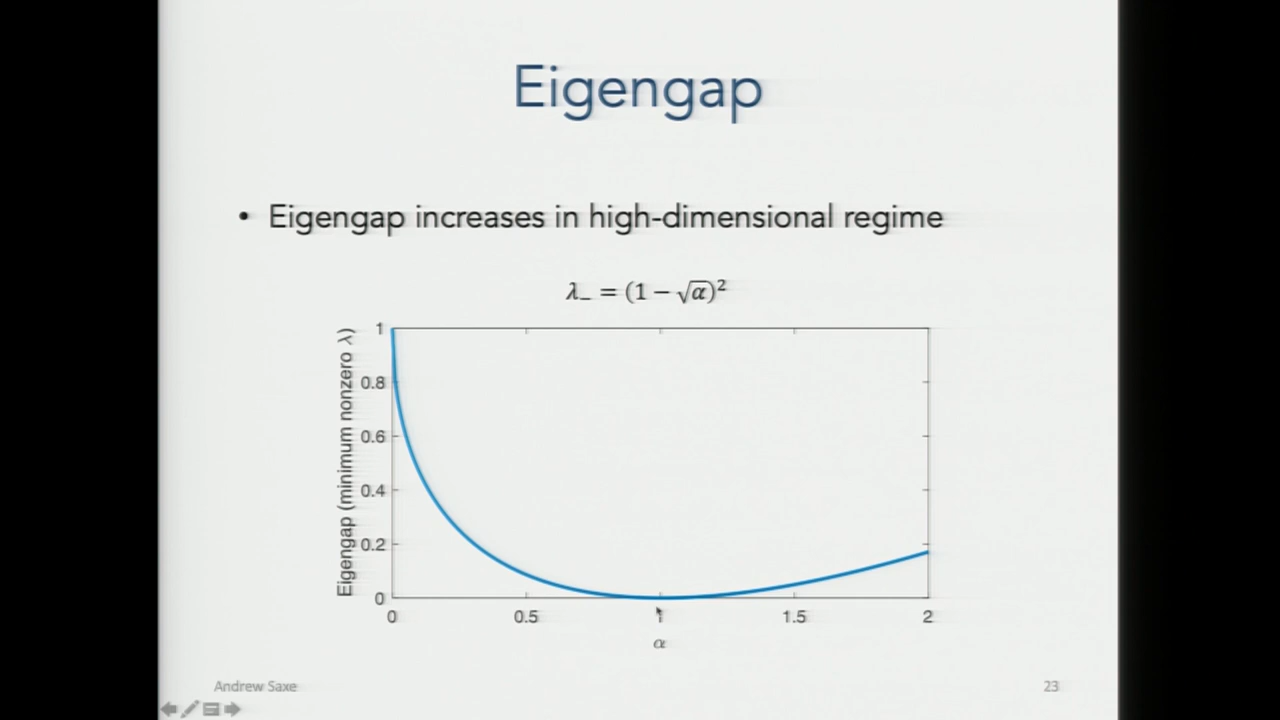 Eigengap
• Eigengap increases in high-dimensional regime
λ₋ = (1 − √α)²
Eigengap (minimum nonzero λ)
1
0.8
0.6
0.4
0.2
0
0 0.5 1 1.5 2
α
Andrew Saxe 23